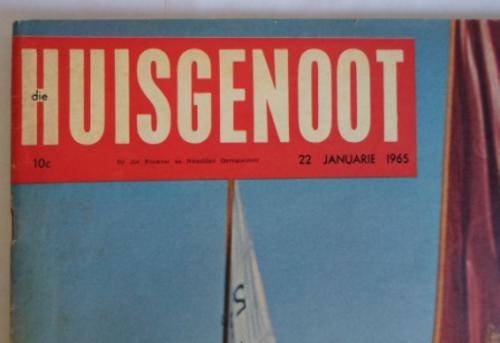 die HUISGENOOT
10c
22 JANUARIE 1965